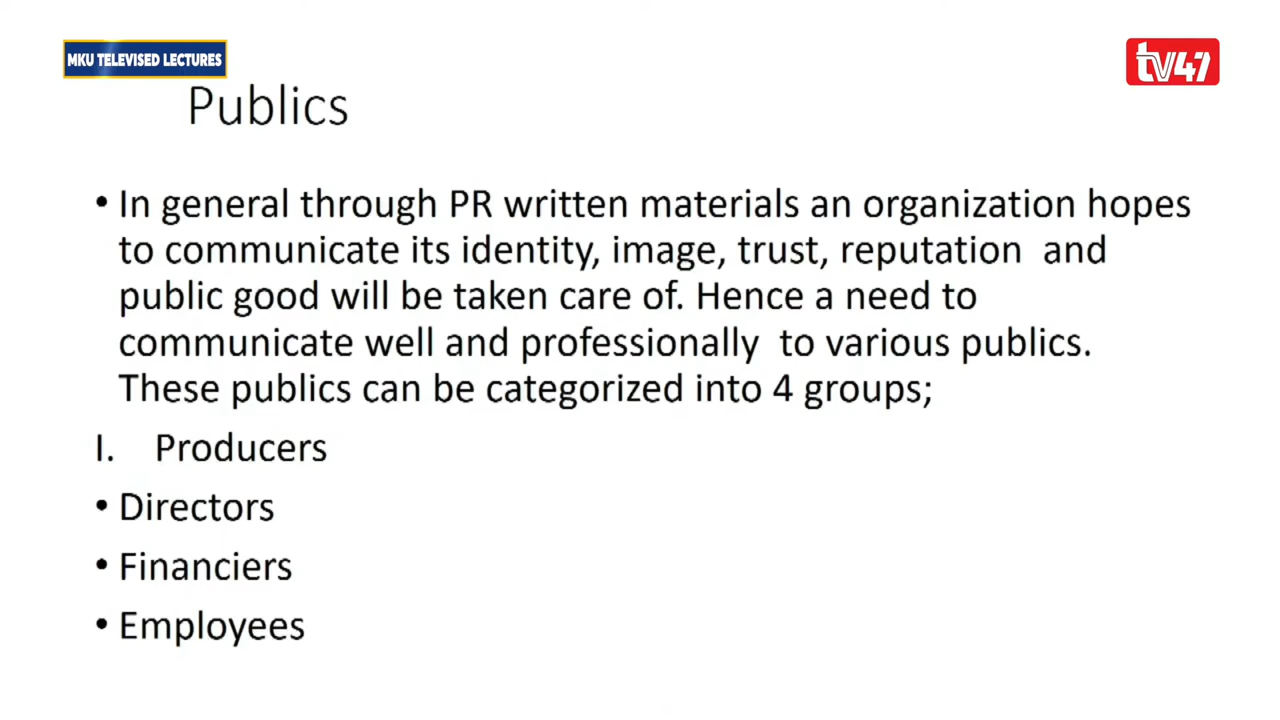 MKU TELEVISED LECTURES
tv47
Publics
• In general through PR written materials an organization hopes
to communicate its identity, image, trust, reputation and
public good will be taken care of. Hence a need to
communicate well and professionally to various publics.
These publics can be categorized into 4 groups;
I. Producers
• Directors
• Financiers
• Employees